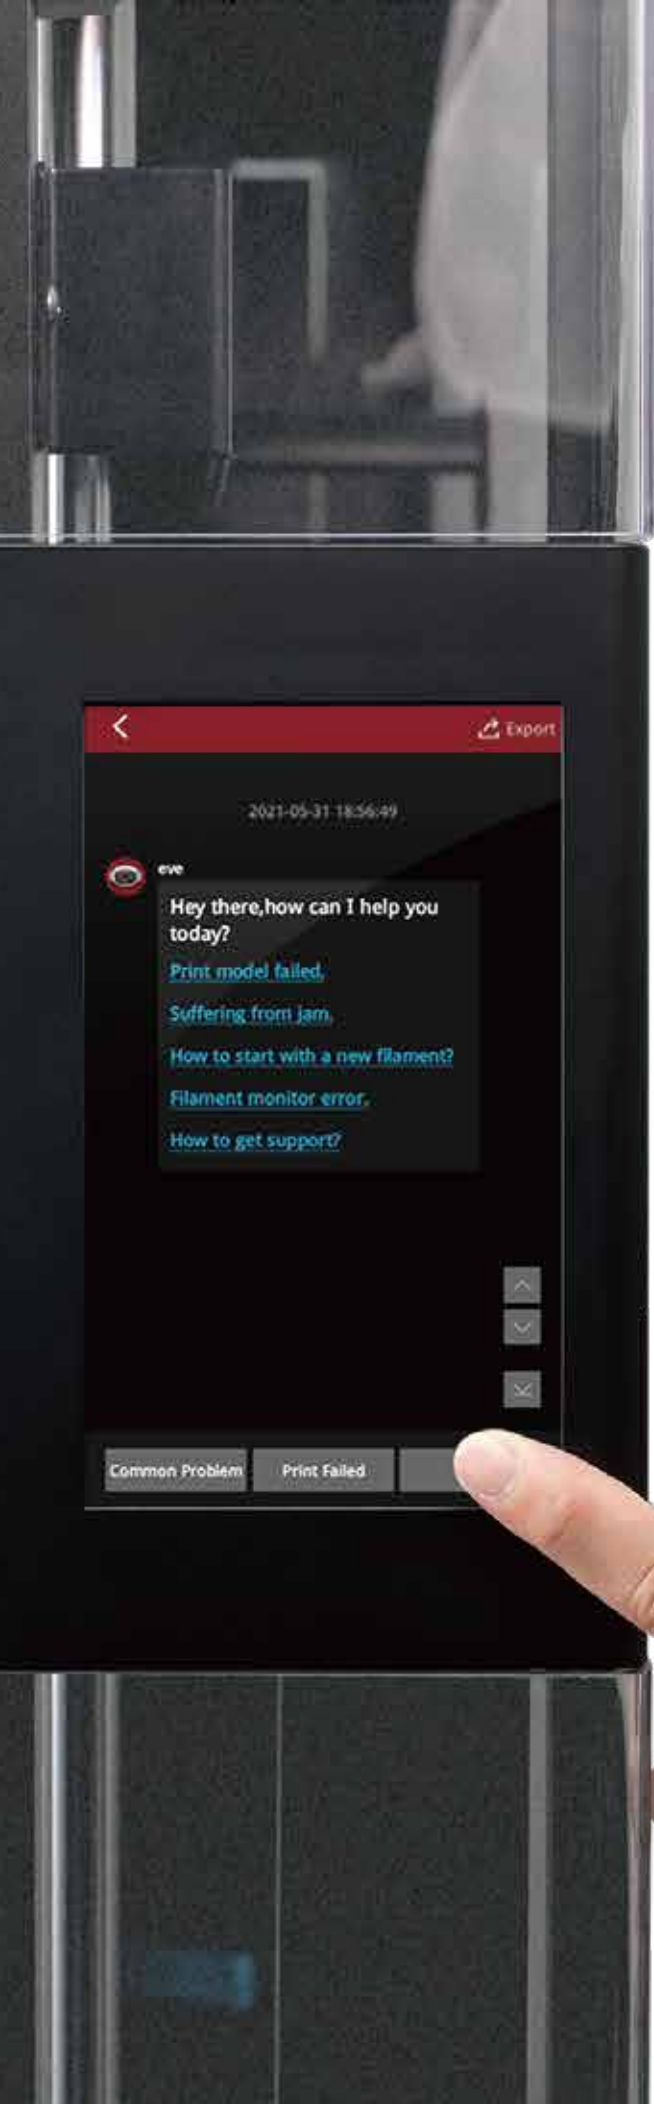 Export
2021-05-31 18:56:49
eve
Hey there,how can I help you
today?
Print model failed.
Suffering from jam.
How to start with a new filament?
Filament monitor error.
How to get support?
Common Problem
Print Failed